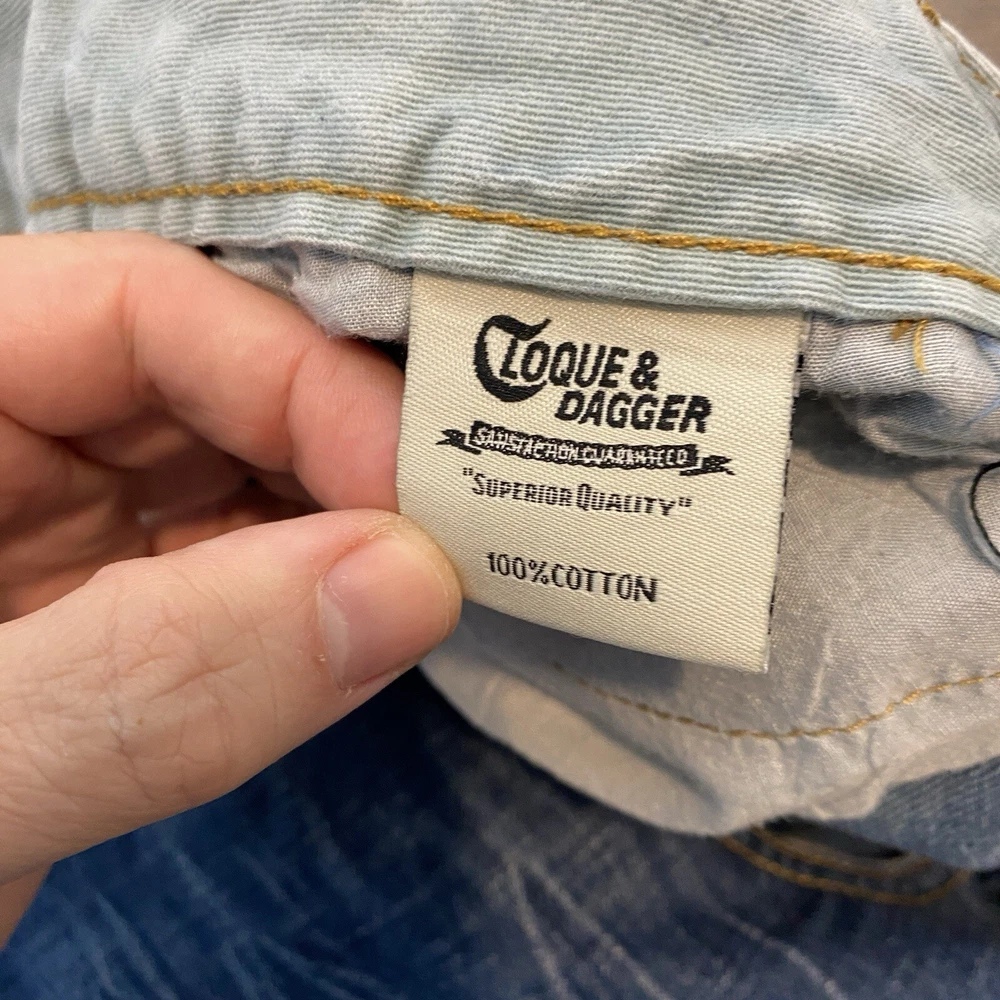 CLOQUE &
DAGGER
SATISFACTION GUARANTEED
"SUPERIOR QUALITY"
100% COTTON